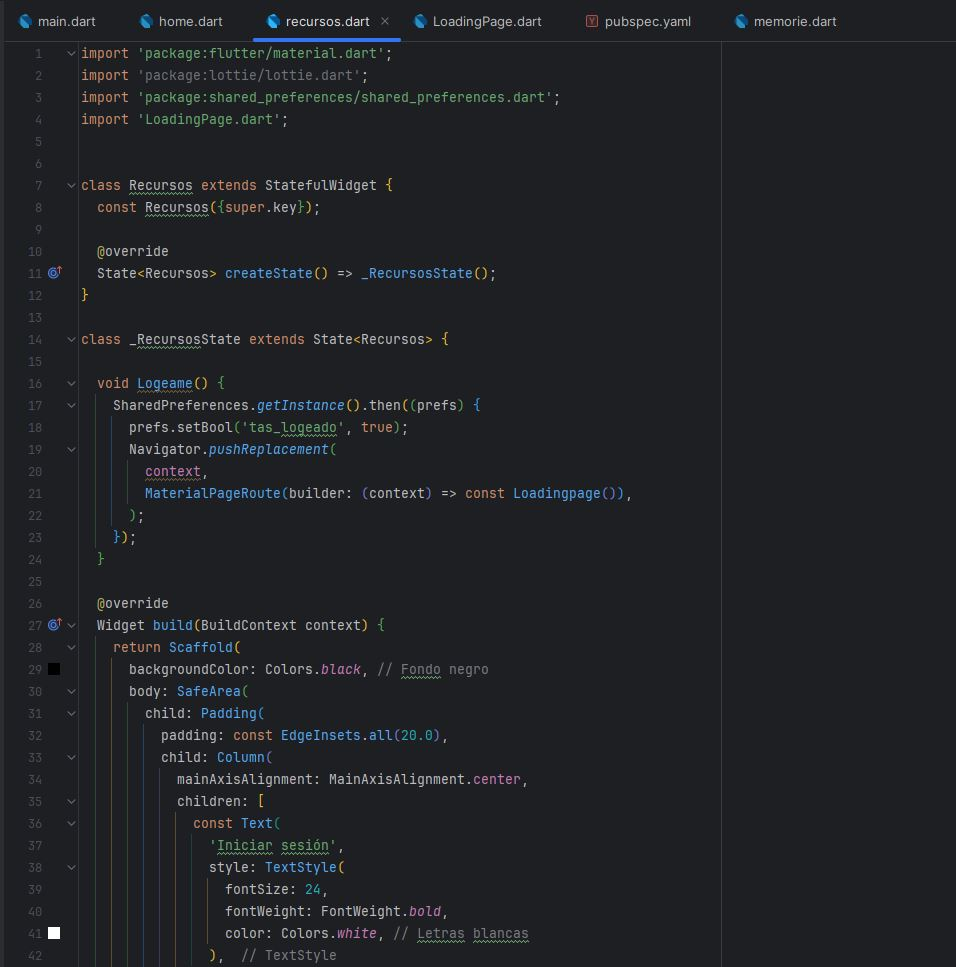 main.dart home.dart recursos.dart × LoadingPage.dart Y pubspec.yaml memorie.dart
1 import 'package:flutter/material.dart';
2 import 'package:lottie/lottie.dart';
3 import 'package:shared_preferences/shared_preferences.dart';
4 import 'LoadingPage.dart';
5
6
7 class Recursos extends StatefulWidget {
8 const Recursos({super.key});
9
10 @override
11 State<Recursos> createState() => _RecursosState();
12 }
13
14 class _RecursosState extends State<Recursos> {
15
16 void Logeame() {
17 SharedPreferences.getInstance().then((prefs) {
18 prefs.setBool('tas_logeado', true);
19 Navigator.pushReplacement(
20 context,
21 MaterialPageRoute(builder: (context) => const Loadingpage()),
22 );
23 });
24 }
25
26 @override
27 Widget build(BuildContext context) {
28 return Scaffold(
29 backgroundColor: Colors.black, // Fondo negro
30 body: SafeArea(
31 child: Padding(
32 padding: const EdgeInsets.all(20.0),
33 child: Column(
34 mainAxisAlignment: MainAxisAlignment.center,
35 children: [
36 const Text(
37 'Iniciar sesión',
38 style: TextStyle(
39 fontSize: 24,
40 fontWeight: FontWeight.bold,
41 color: Colors.white, // Letras blancas
42 ), // TextStyle